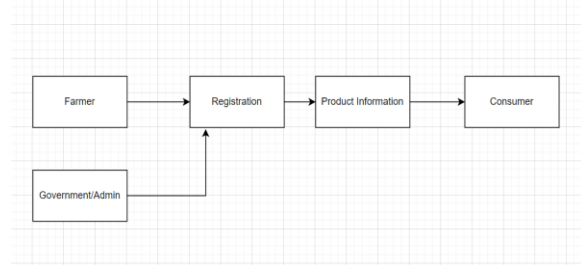 Farmer
Registration
Product Information
Consumer
Government/Admin